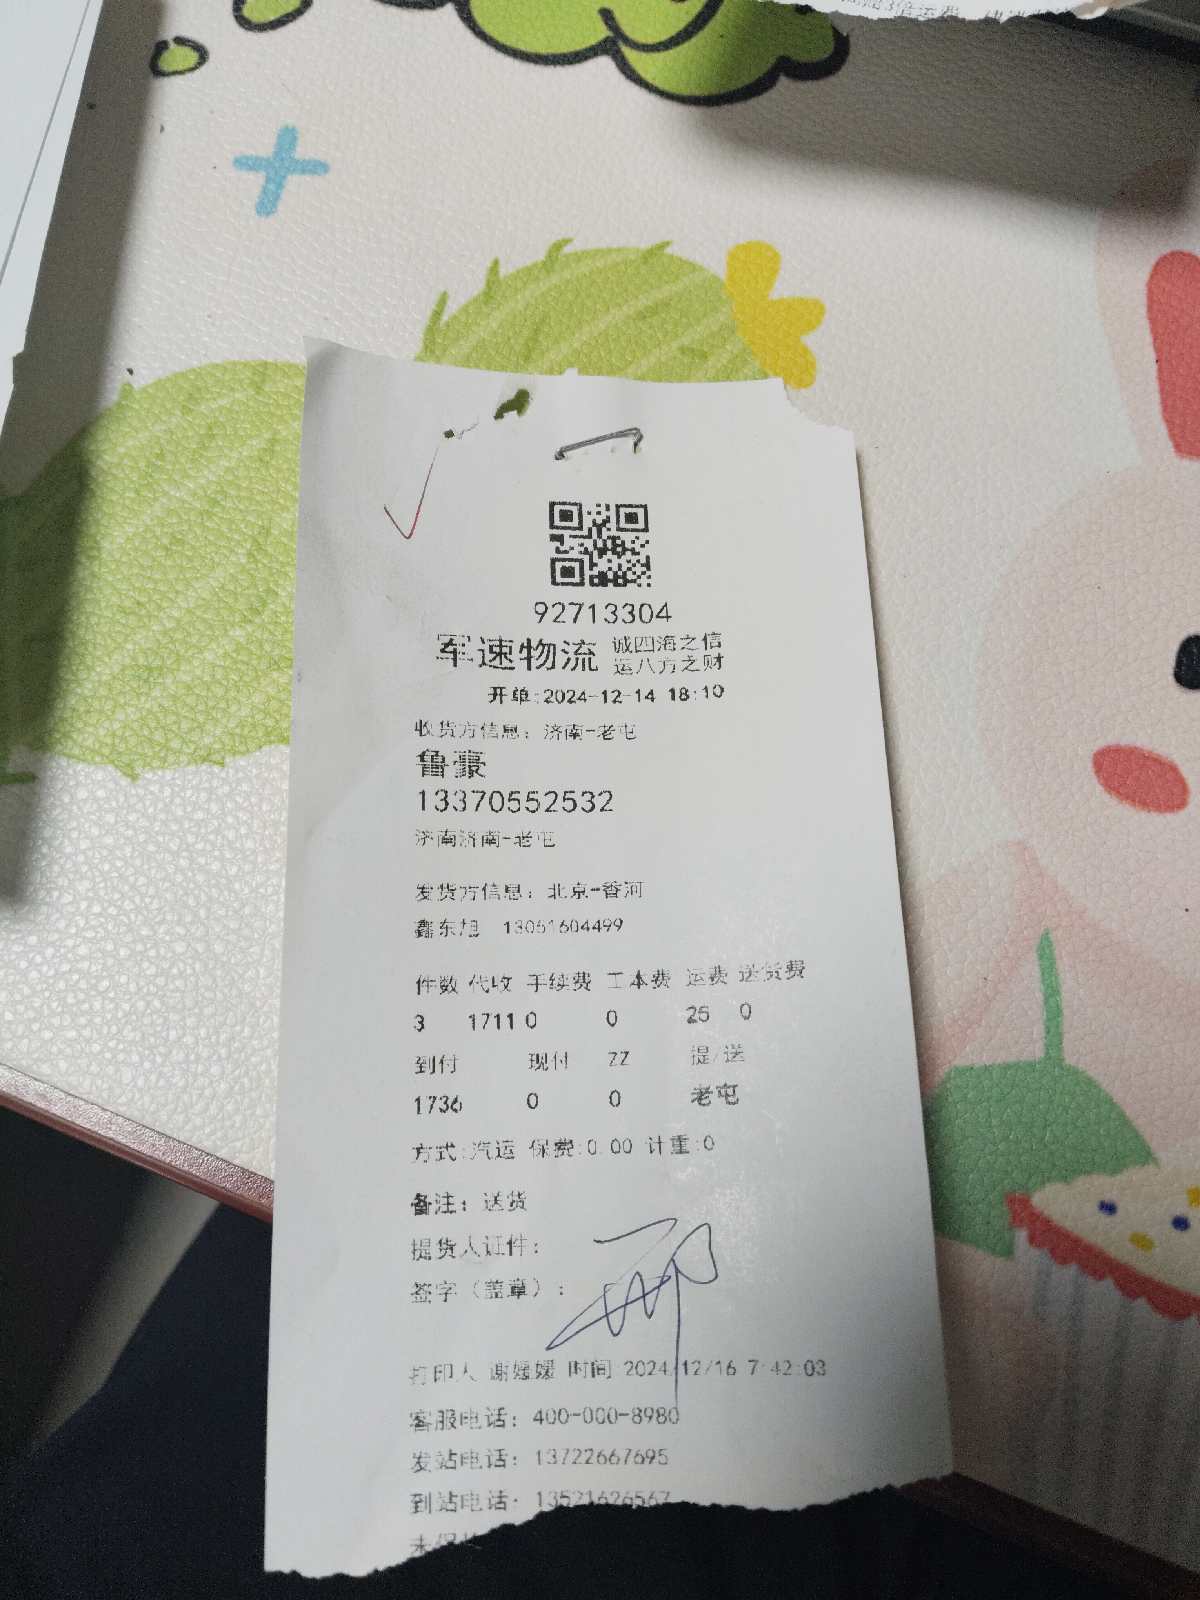 92713304
军速物流 诚四海之信
运八方之财
开单:2024-12-14 18:10
收货方信息：济南-老屯
鲁豪
13370552532
济南济南-老屯
发货方信息：北京-香河
鑫东旭 13051604499
件数 代收 手续费 工本费 运费 送货费
3 1711 0 0 25 0
到付 现付 ZZ 提/送
1736 0 0 老屯
方式:汽运 保费:0.00 计重:0
备注：送货
提货人证件：
签字（盖章）：
打印人 谢媛媛 时间 2024/12/16 7:42:03
客服电话：400-000-8980
发站电话：13722667695
到站电话：13521626567